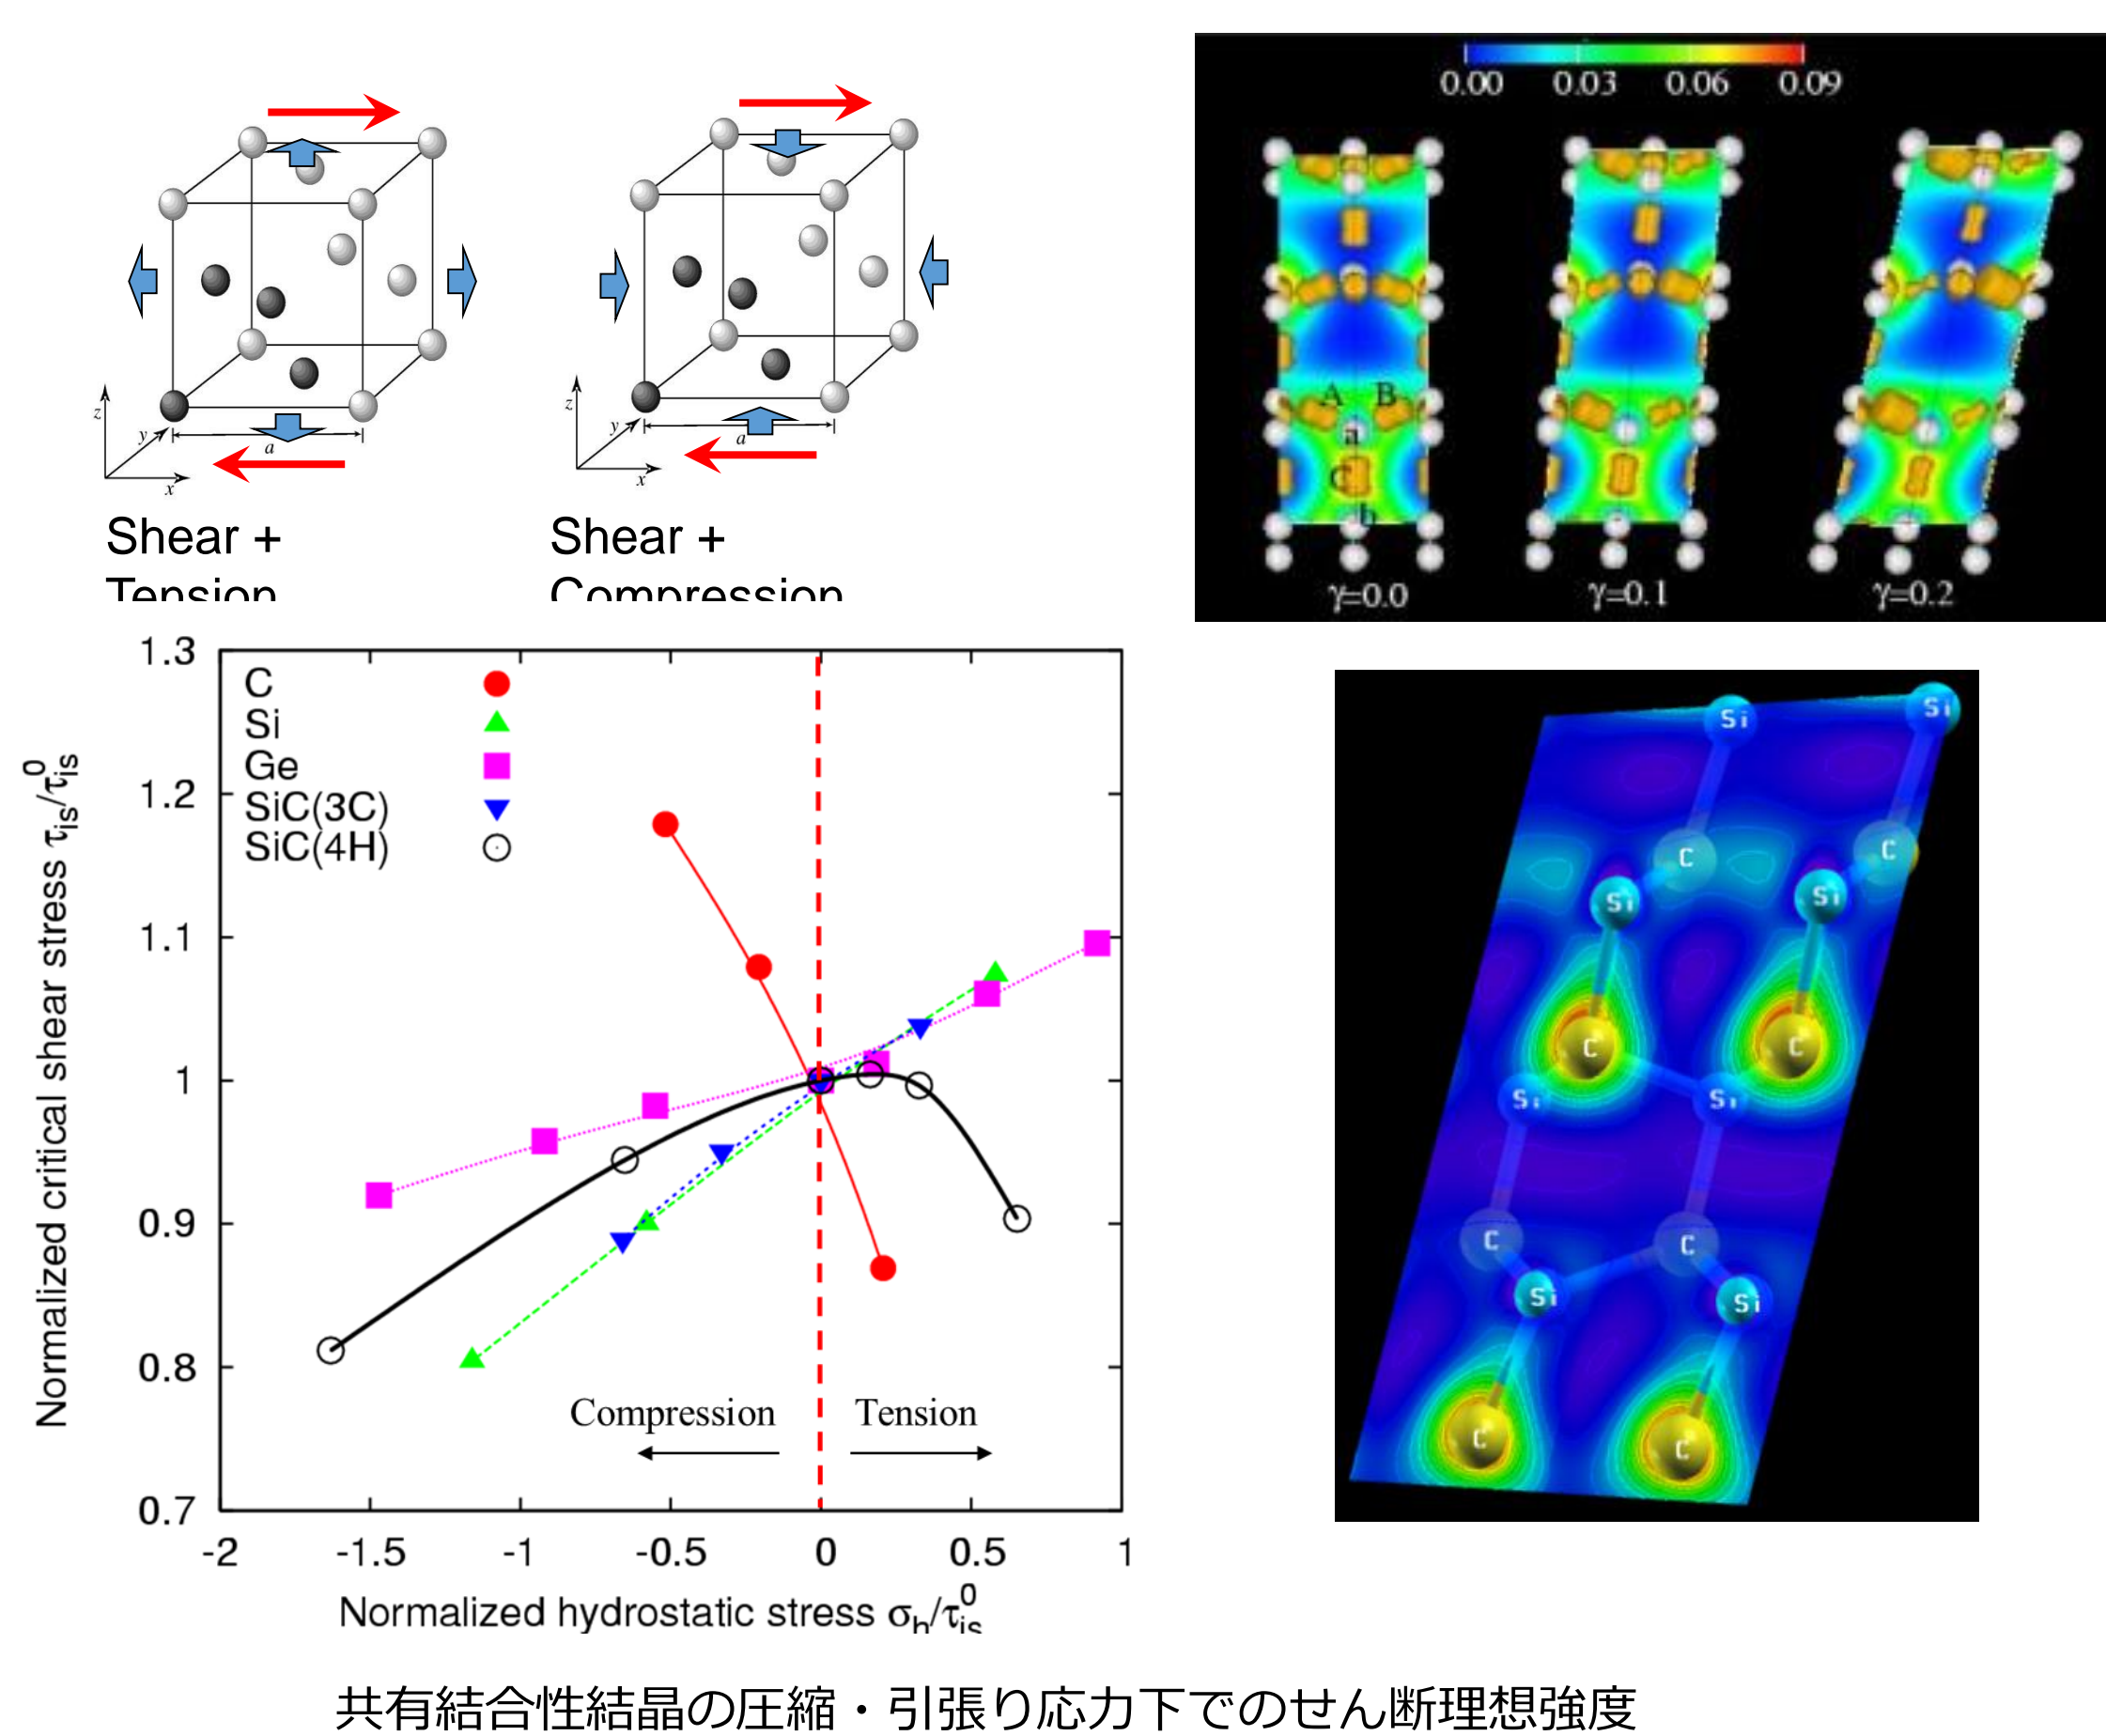 z
y
x
a
Shear +
Tension
z
y
x
a
Shear +
Compression
0.00 0.03 0.06 0.09
A B
a
C
b
γ=0.0 γ=0.1 γ=0.2
Normalized critical shear stress τis/τ⁰is
1.3
1.2
1.1
1
0.9
0.8
0.7
C
Si
Ge
SiC(3C)
SiC(4H)
Compression Tension
-2 -1.5 -1 -0.5 0 0.5 1
Normalized hydrostatic stress σh/τ⁰is
Si Si
C C
Si Si
C C
Si Si
C C
Si Si
C C
共有結合性結晶の圧縮・引張り応力下でのせん断理想強度